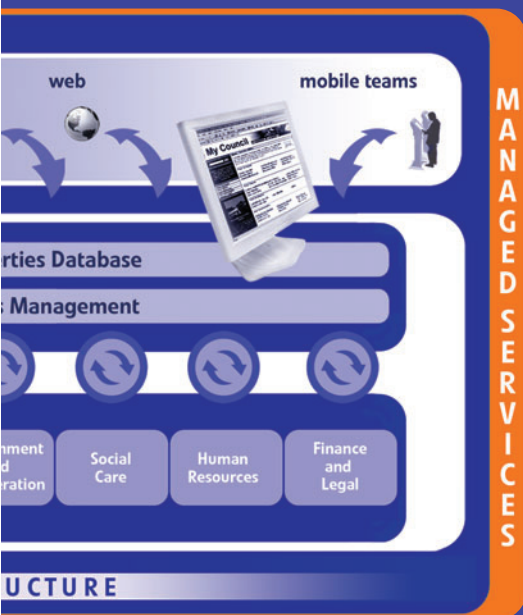 web
mobile teams
My Council
erties Database
s Management
nment
d
eration
Social
Care
Human
Resources
Finance
and
Legal
UCTURE
MANAGED SERVICES